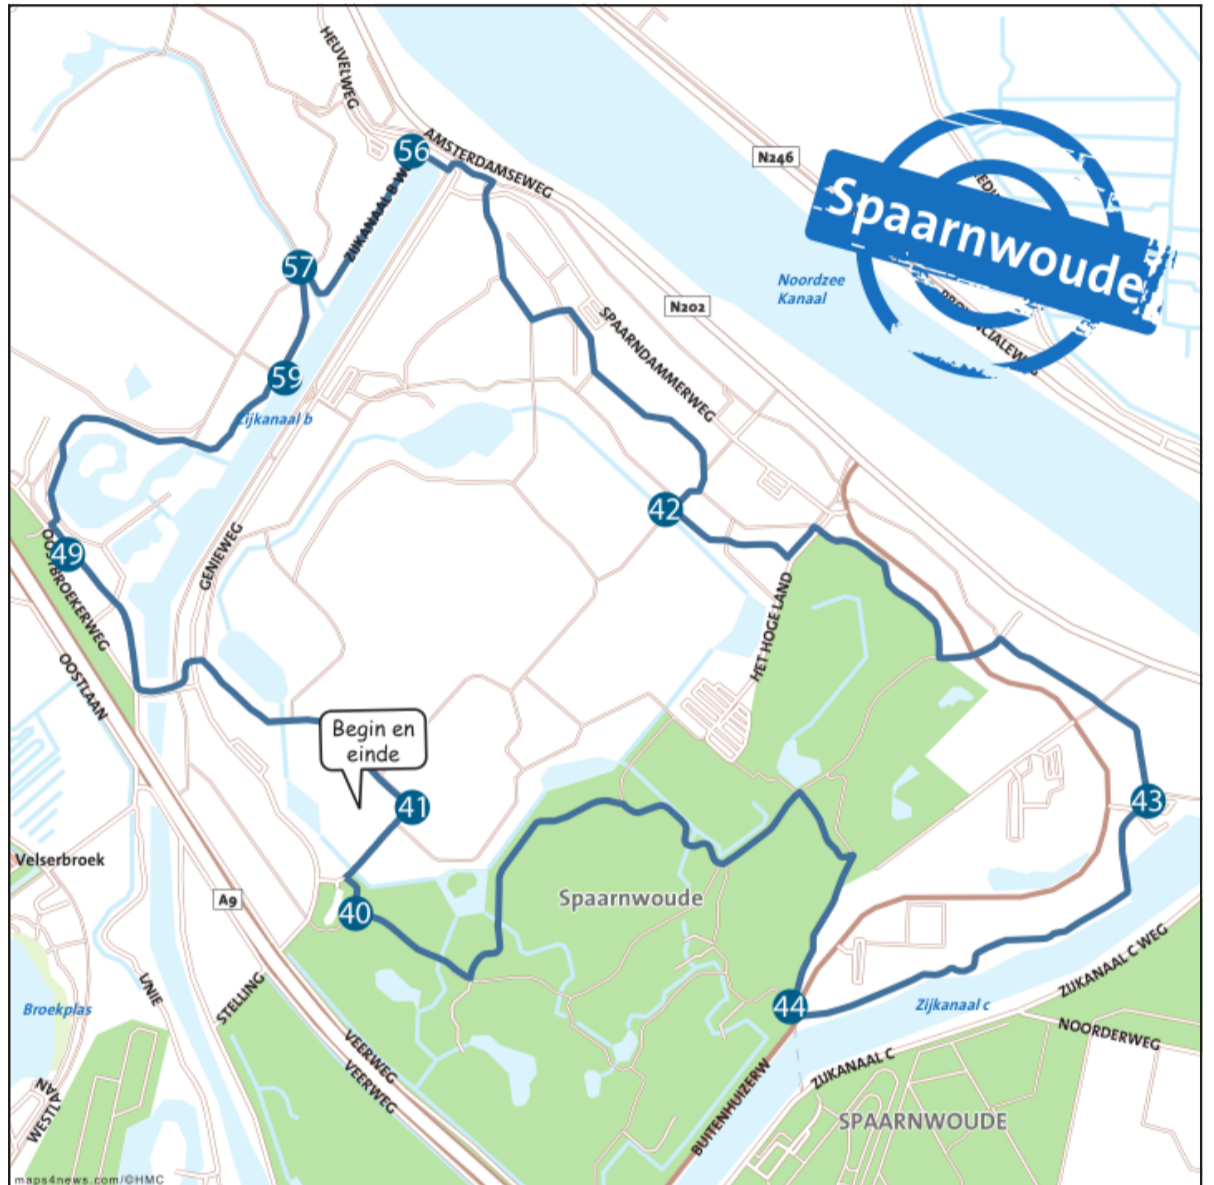 HEUVELWEG
56
AMSTERDAMSEWEG
N246
Spaarnwoude
ZIJKANAAL B W
57
Noordzee
Kanaal
N202
PROVINCIALEWEG
SPAARNDAMMERWEG
59
Zijkanaal b
42
49
OOSTBROEKERWEG
GENIEWEG
HET HOGE LAND
OOSTLAAN
Begin en
einde
41
43
Velserbroek
A9
40
Spaarnwoude
ZIJKANAAL C WEG
44
Zijkanaal c
STELLING
Broekplas
NOORDERWEG
VEERWEG
VEERWEG
ZIJKANAAL C
BUITENHUIZERW
SPAARNWOUDE
maps4news.com/©HMC